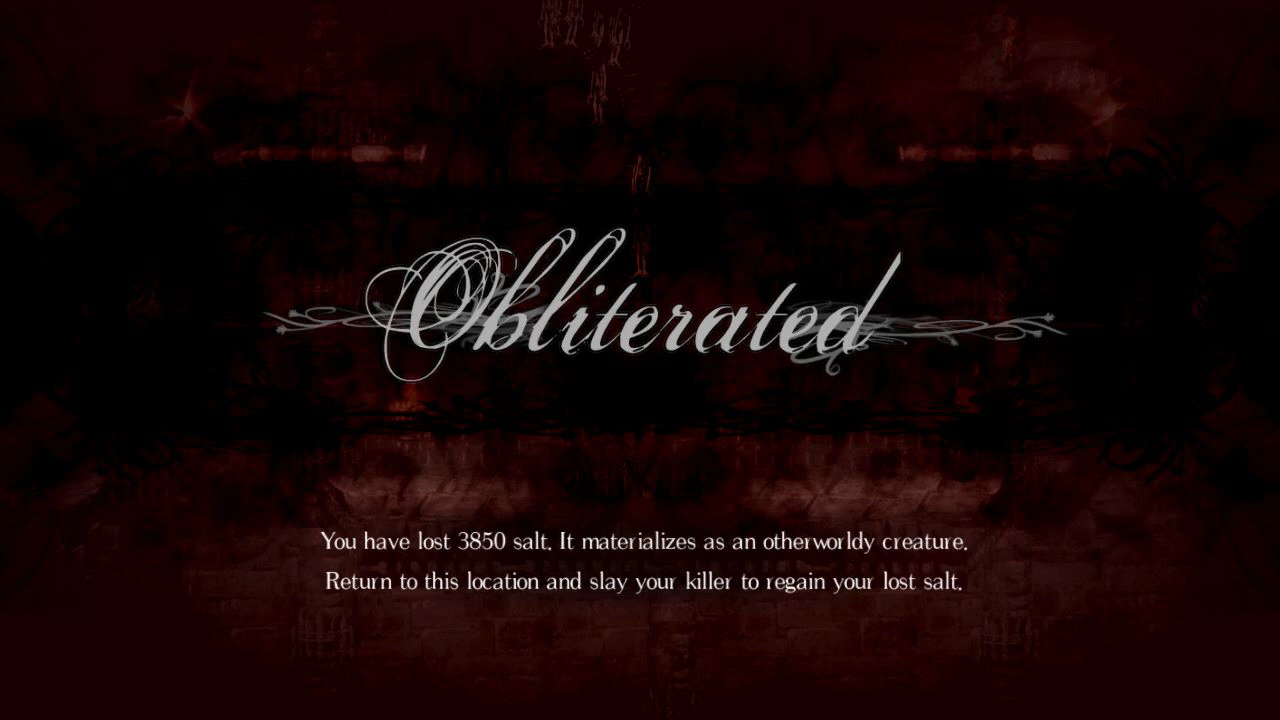 Obliterated
You have lost 3850 salt. It materializes as an otherworldly creature.
Return to this location and slay your killer to regain your lost salt.